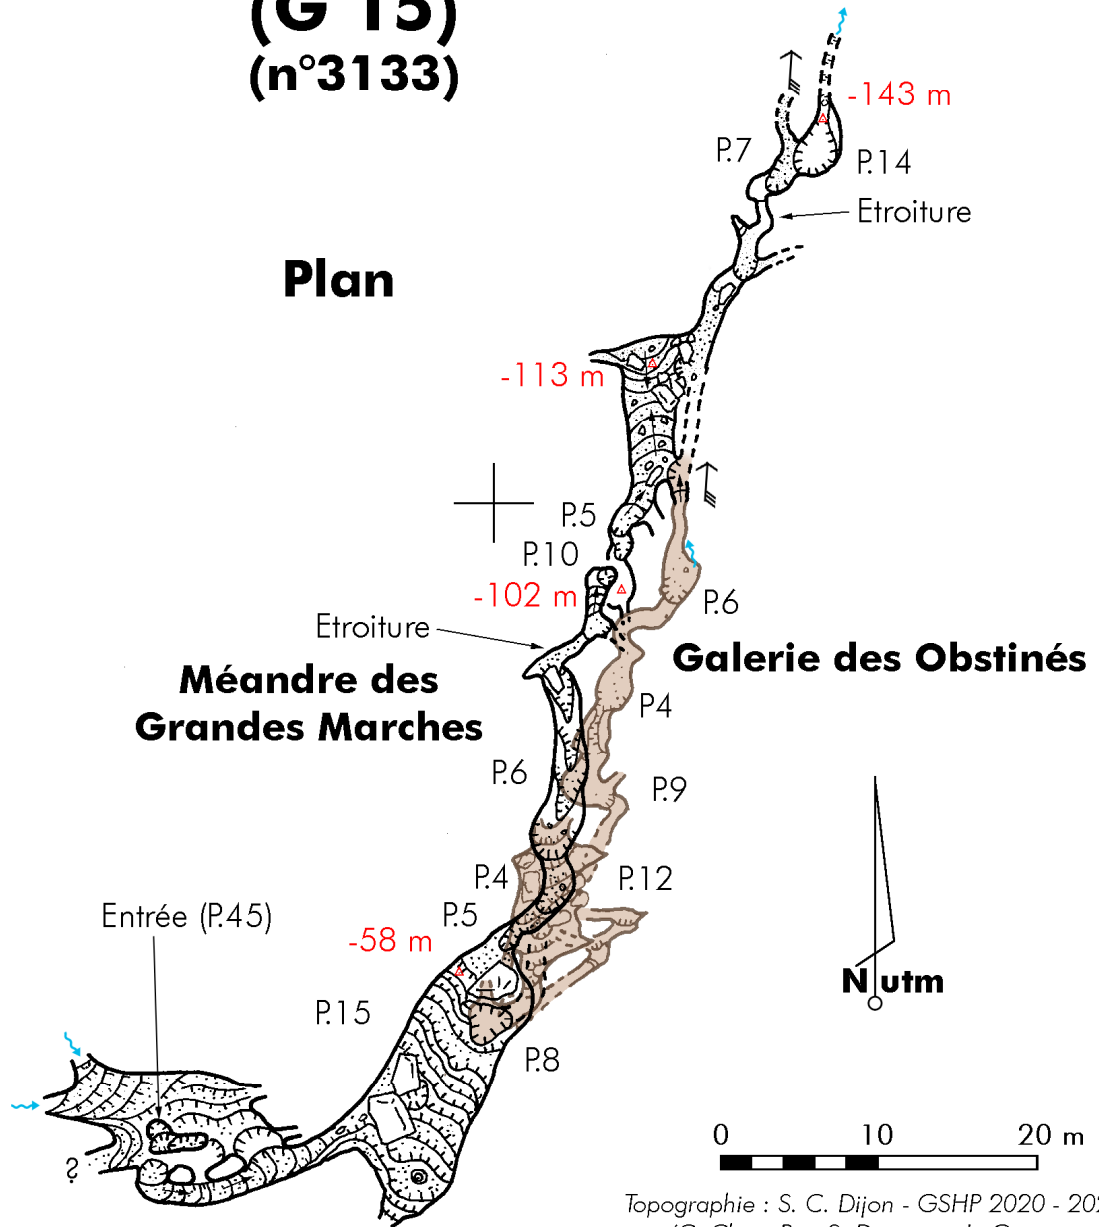 (G 15)
(n°3133)
-143 m
P.7
P.14
Etroiture
Plan
-113 m
P.5
P.10
-102 m
P.6
Etroiture
Galerie des Obstinés
Méandre des
Grandes Marches
P4
P.6
P.9
P.4
P.12
Entrée (P.45)
P.5
-58 m
N utm
P.15
P.8
?
0 10 20 m
Topographie : S. C. Dijon - GSHP 2020 -